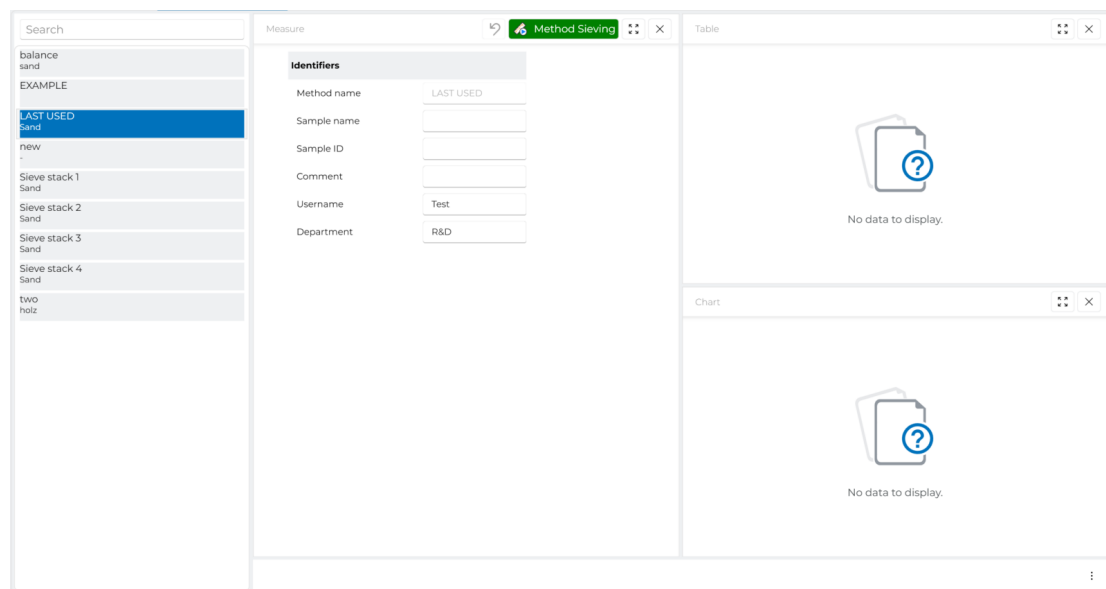 Search
balance
sand
EXAMPLE
LAST USED
Sand
new
-
Sieve stack 1
Sand
Sieve stack 2
Sand
Sieve stack 3
Sand
Sieve stack 4
Sand
two
holz
Measure
Method Sieving
Identifiers
Method name LAST USED
Sample name
Sample ID
Comment
Username Test
Department R&D
Table
No data to display.
Chart
No data to display.